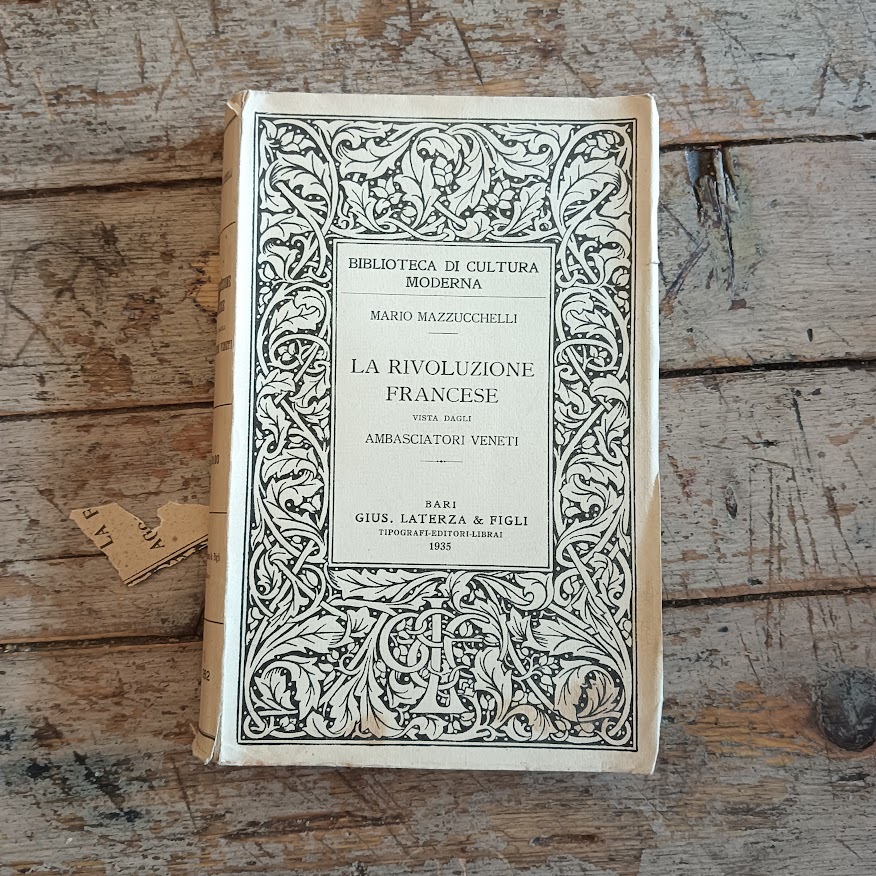 BIBLIOTECA DI CULTURA
MODERNA
MARIO MAZZUCCHELLI
LA RIVOLUZIONE
FRANCESE
VISTA DAGLI
AMBASCIATORI VENETI
BARI
GIUS. LATERZA & FIGLI
TIPOGRAFI-EDITORI-LIBRAI
1935
LA F